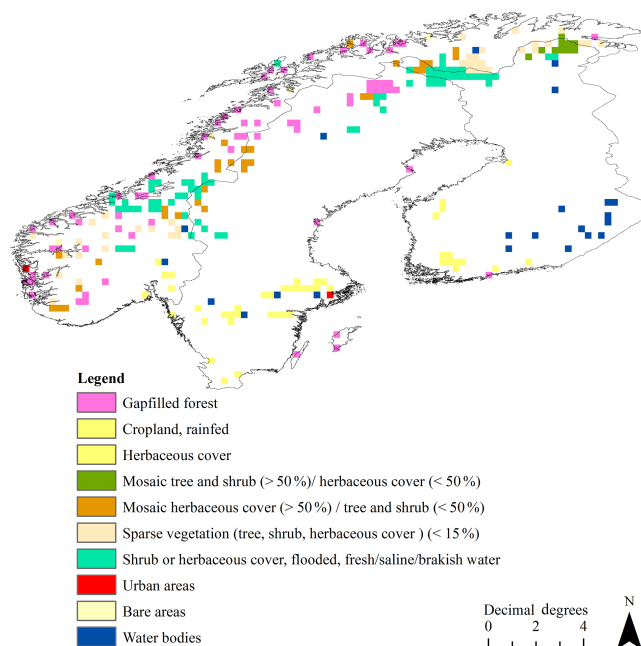 Legend
Gapfilled forest
Cropland, rainfed
Herbaceous cover
Mosaic tree and shrub (> 50 %)/ herbaceous cover (< 50 %)
Mosaic herbaceous cover (> 50 %) / tree and shrub (< 50 %)
Sparse vegetation (tree, shrub, herbaceous cover ) (< 15 %)
Shrub or herbaceous cover, flooded, fresh/saline/brakish water
Urban areas
Bare areas
Water bodies
Decimal degrees
0 2 4
N